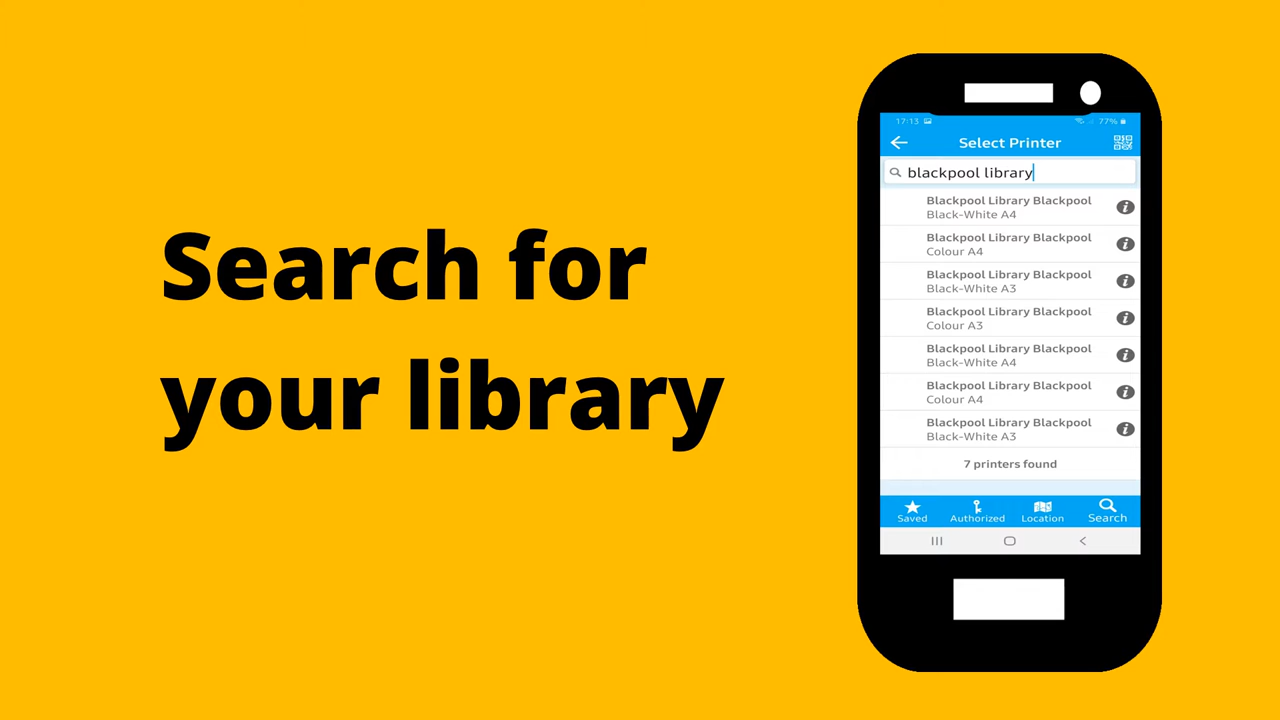 Search for
your library
17:13
77%
Select Printer
blackpool library
Blackpool Library Blackpool
Black-White A4
Blackpool Library Blackpool
Colour A4
Blackpool Library Blackpool
Black-White A3
Blackpool Library Blackpool
Colour A3
Blackpool Library Blackpool
Black-White A4
Blackpool Library Blackpool
Colour A4
Blackpool Library Blackpool
Black-White A3
7 printers found
Saved
Authorized
Location
Search